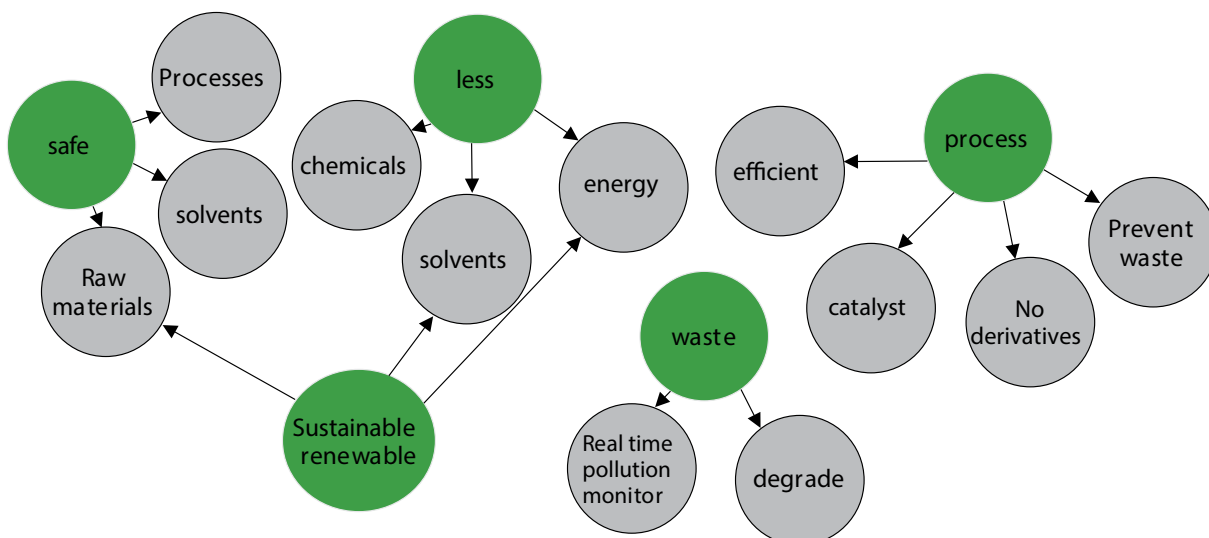 Processes
safe
solvents
Raw
materials
less
chemicals
energy
solvents
Sustainable
renewable
process
efficient
Prevent
waste
catalyst
No
derivatives
waste
Real time
pollution
monitor
degrade